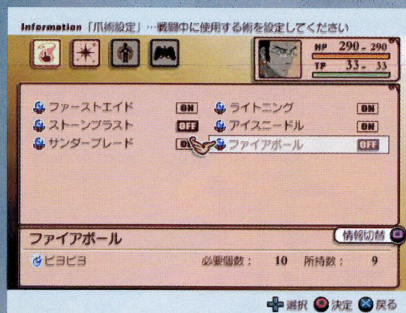 Information 「爪術設定」…戦闘中に使用する術を設定してください
HP 290 - 290
TP 33 - 33
ファーストエイド ON ライトニング ON
ストーンブラスト OFF アイスニードル ON
サンダーブレード ファイアボール OFF
ファイアボール 情報切替
ピヨピヨ 必要個数: 10 所持数: 9
選択 決定 戻る